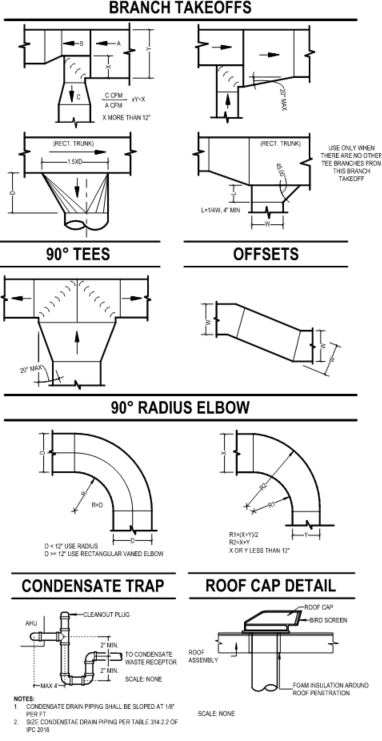 BRANCH TAKEOFFS
B
A
Y
X
C
C CFM
A CFM
xY=X
X MORE THAN 12"
20° MAX
(RECT. TRUNK)
1.5XD
D
(RECT. TRUNK)
45.00°
L
L=1/4W, 4" MIN
W
USE ONLY WHEN
THERE ARE NO OTHER
TEE BRANCHES FROM
THIS BRANCH
TAKEOFF
90° TEES
OFFSETS
20° MAX
W
W
W
90° RADIUS ELBOW
D
R
R=D
D
D < 12" USE RADIUS
D >= 12" USE RECTANGULAR VANED ELBOW
X
R2
R1
Y
R1=(X+Y)/2
R2=X+Y
X OR Y LESS THAN 12"
CONDENSATE TRAP
ROOF CAP DETAIL
AHU
CLEANOUT PLUG
2" MIN.
TO CONDENSATE
WASTE RECEPTOR
2" MIN.
MAX 4'
SCALE: NONE
NOTES:
1. CONDENSATE DRAIN PIPING SHALL BE SLOPED AT 1/8"
PER FT
2. SIZE CONDENSTAE DRAIN PIPING PER TABLE 314.2.2 OF
IPC 2018
ROOF CAP
BIRD SCREEN
ROOF
ASSEMBLY
FOAM INSULATION AROUND
ROOF PENETRATION
SCALE: NONE